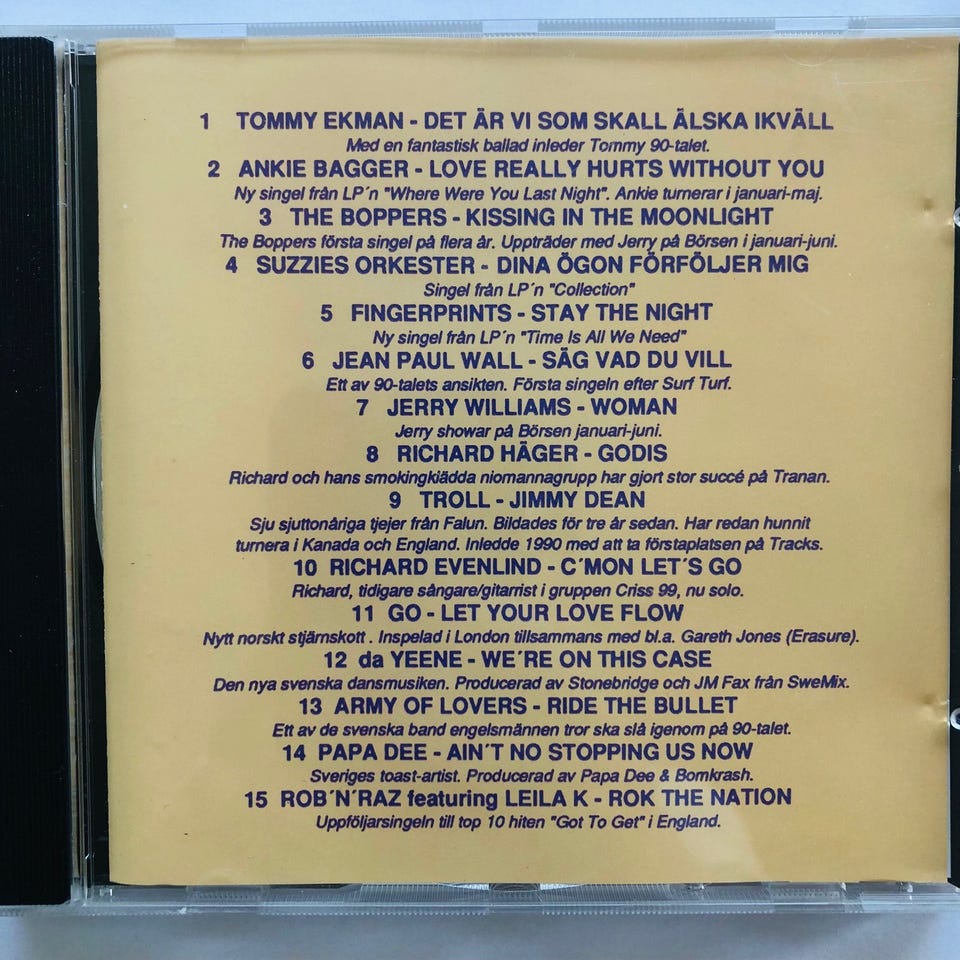 1 TOMMY EKMAN - DET ÄR VI SOM SKALL ÄLSKA IKVÄLL
Med en fantastisk ballad inleder Tommy 90-talet.
2 ANKIE BAGGER - LOVE REALLY HURTS WITHOUT YOU
Ny singel från LP´n "Where Were You Last Night". Ankie turnerar i januari-maj.
3 THE BOPPERS - KISSING IN THE MOONLIGHT
The Boppers första singel på flera år. Uppträder med Jerry på Börsen i januari-juni.
4 SUZZIES ORKESTER - DINA ÖGON FÖRFÖLJER MIG
Singel från LP´n "Collection"
5 FINGERPRINTS - STAY THE NIGHT
Ny singel från LP´n "Time Is All We Need"
6 JEAN PAUL WALL - SÄG VAD DU VILL
Ett av 90-talets ansikten. Första singeln efter Surf Turf.
7 JERRY WILLIAMS - WOMAN
Jerry showar på Börsen januari-juni.
8 RICHARD HÄGER - GODIS
Richard och hans smokingkiädda niomannagrupp har gjort stor succé på Tranan.
9 TROLL - JIMMY DEAN
Sju sjuttonåriga tjejer från Falun. Bildades för tre år sedan. Har redan hunnit
turnera i Kanada och England. Inledde 1990 med att ta förstaplatsen på Tracks.
10 RICHARD EVENLIND - C´MON LET´S GO
Richard, tidigare sångare/gitarrist i gruppen Criss 99, nu solo.
11 GO - LET YOUR LOVE FLOW
Nytt norskt stjärnskott . Inspelad i London tillsammans med bl.a. Gareth Jones (Erasure).
12 da YEENE - WE´RE ON THIS CASE
Den nya svenska dansmusiken. Producerad av Stonebridge och JM Fax från SweMix.
13 ARMY OF LOVERS - RIDE THE BULLET
Ett av de svenska band engelsmännen tror ska slå igenom på 90-talet.
14 PAPA DEE - AIN´T NO STOPPING US NOW
Sveriges toast-artist. Producerad av Papa Dee & Bomkrash.
15 ROB´N´RAZ featuring LEILA K - ROK THE NATION
Uppföljarsingeln till top 10 hiten "Got To Get" i England.